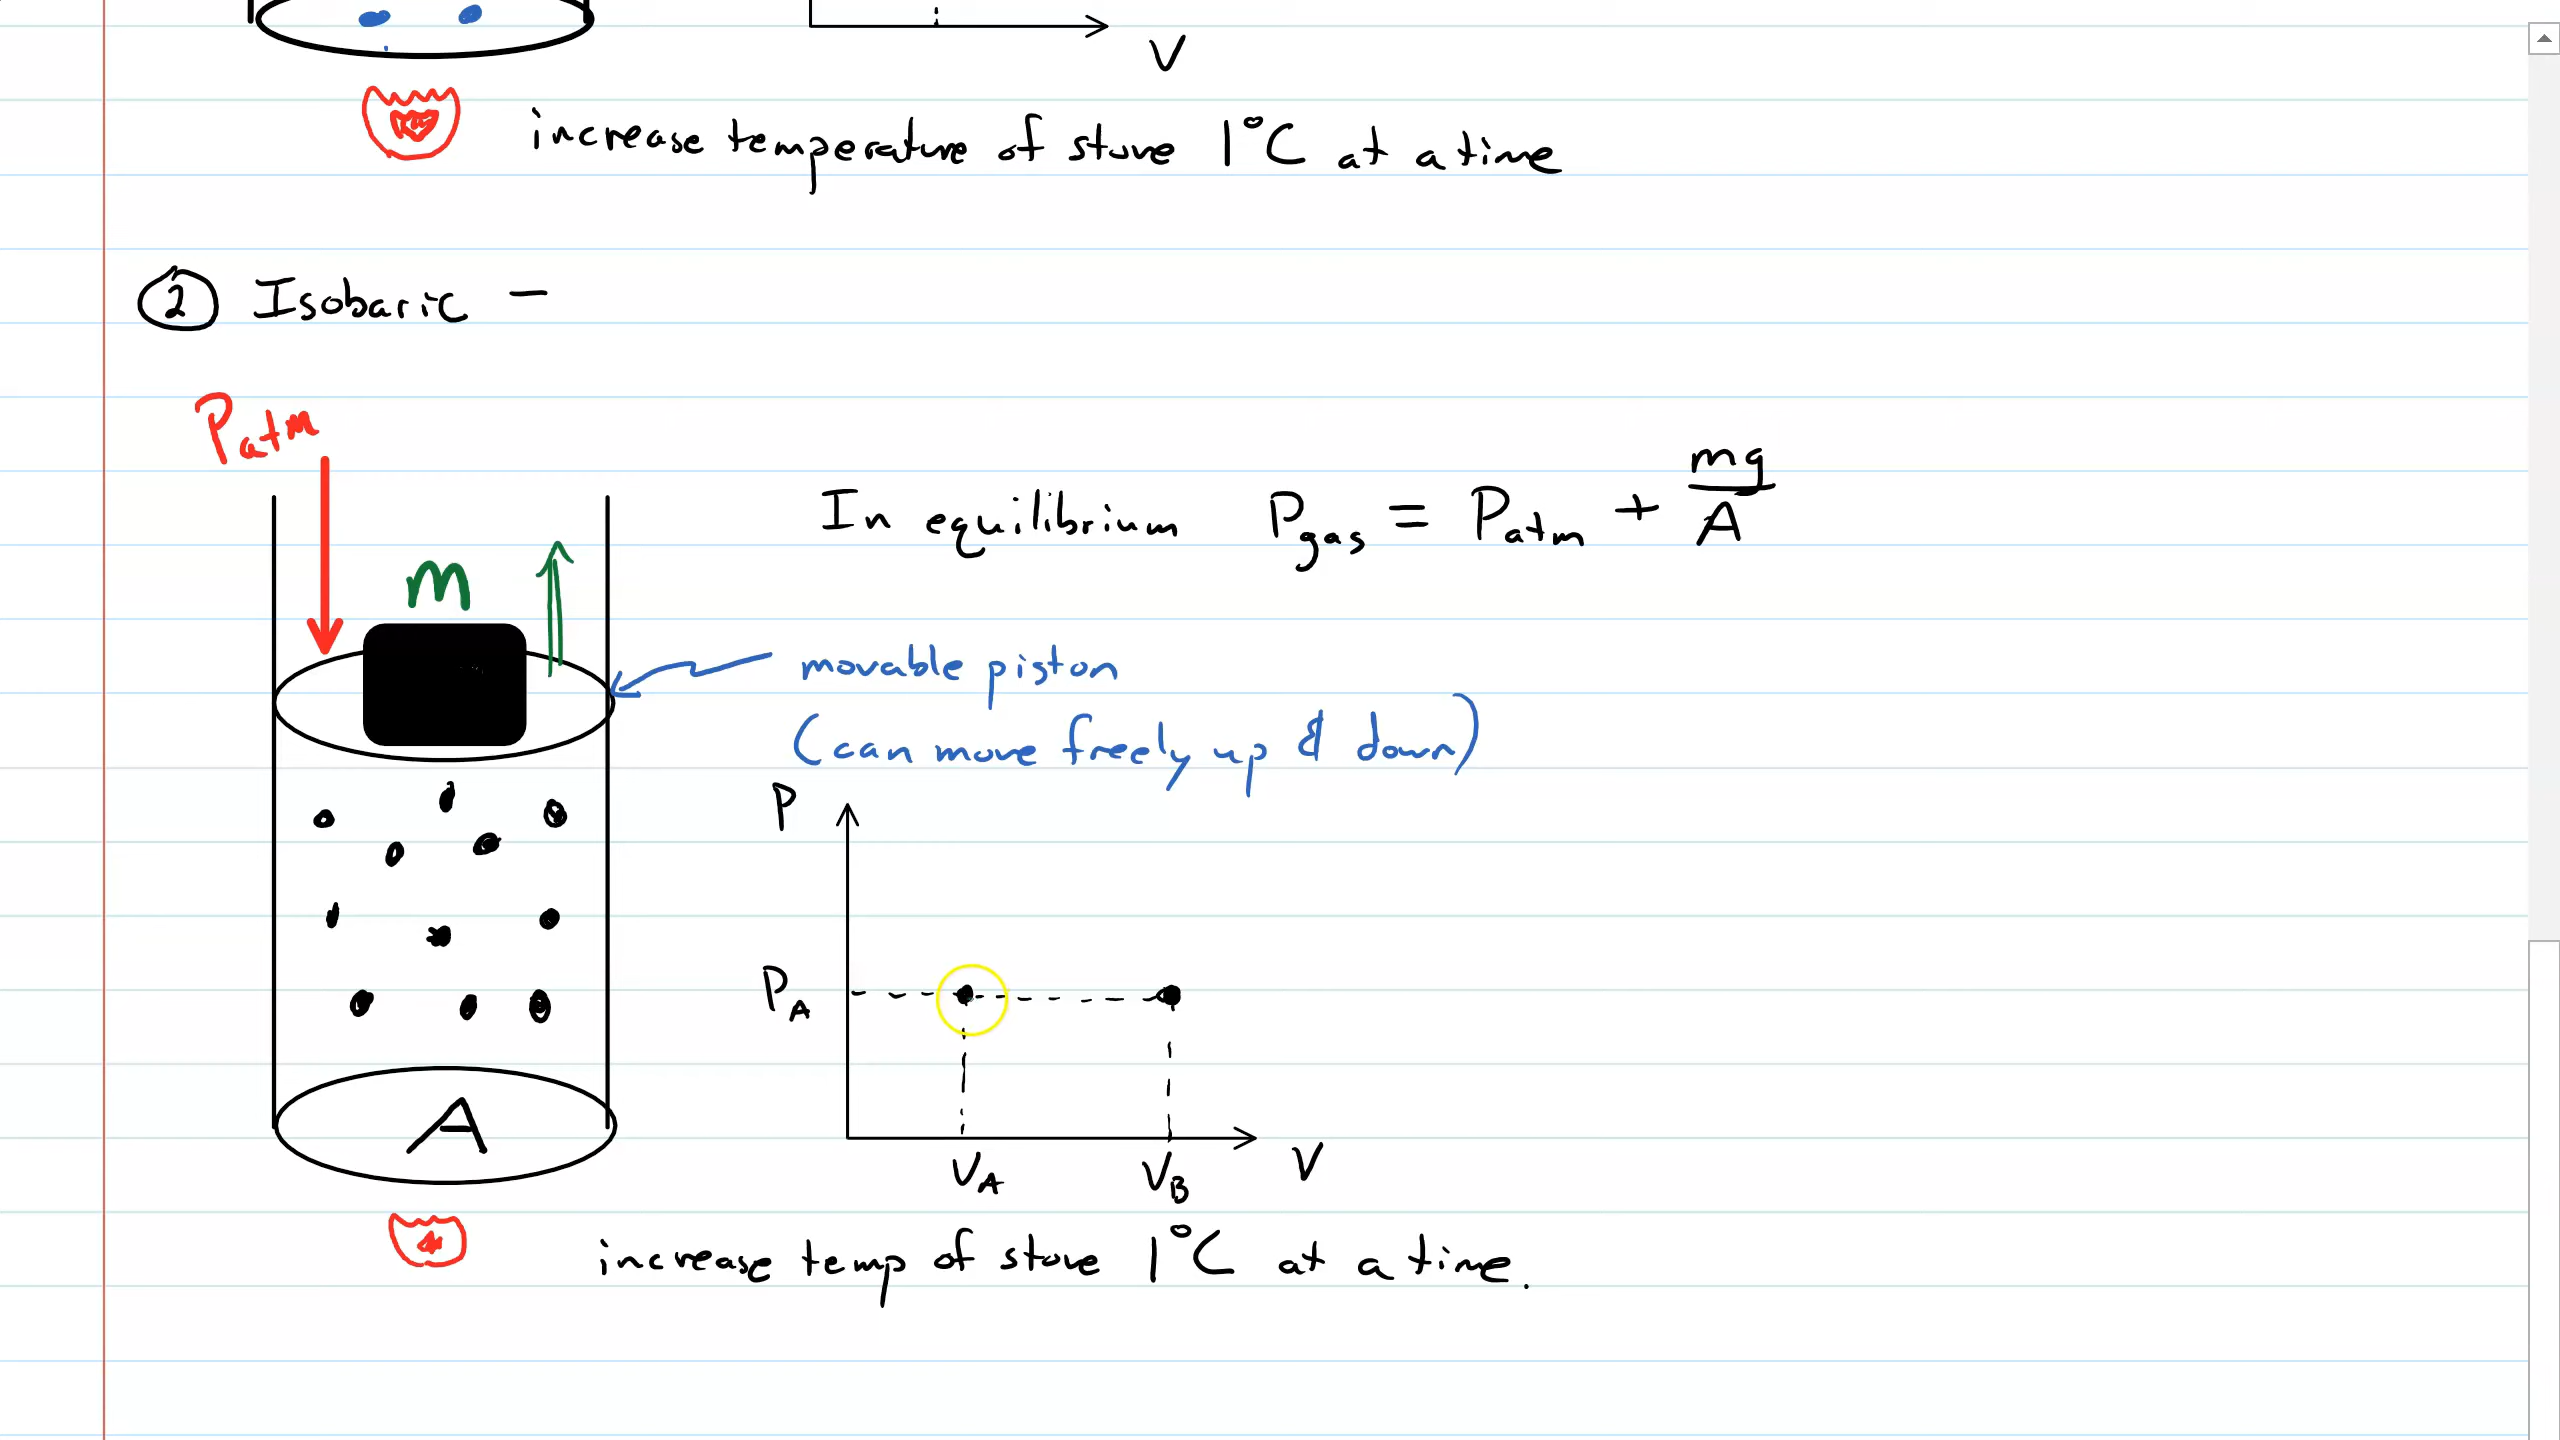 V
increase temperature of stove 1°C at a time
② Isobaric –
Patm
In equilibrium Pgas = Patm + mg/A
m
movable piston
(can move freely up & down)
P
PA
A
VA VB V
increase temp of stove 1°C at a time.